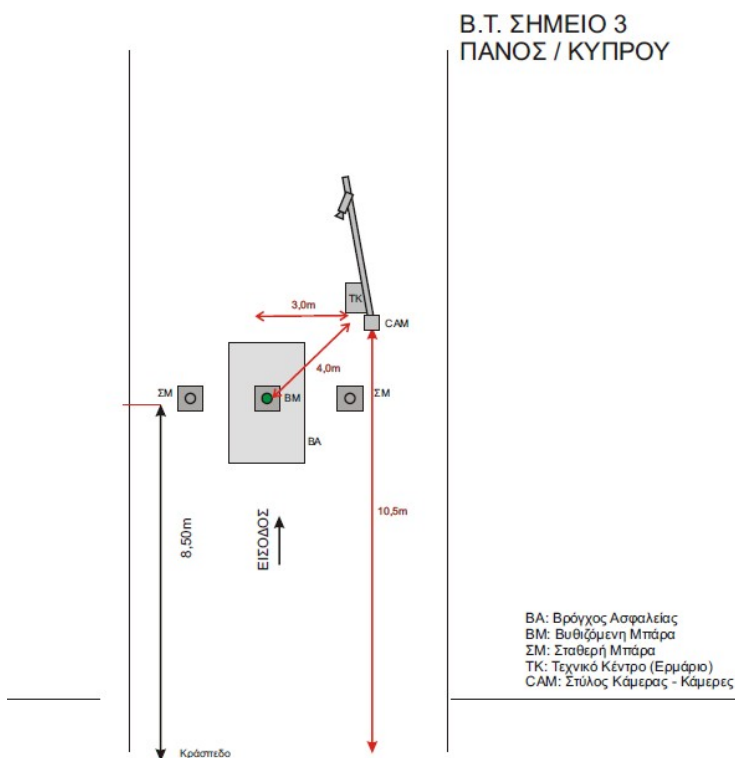 Β.Τ. ΣΗΜΕΙΟ 3
ΠΑΝΟΣ / ΚΥΠΡΟΥ
ΤΚ
3,0m
CAM
4,0m
ΣΜ
ΒΜ
ΣΜ
ΒΑ
10,5m
8,50m
ΕΙΣΟΔΟΣ
ΒΑ: Βρόγχος Ασφαλείας
ΒΜ: Βυθιζόμενη Μπάρα
ΣΜ: Σταθερή Μπάρα
ΤΚ: Τεχνικό Κέντρο (Ερμάριο)
CAM: Στύλος Κάμερας - Κάμερες
Κράσπεδο